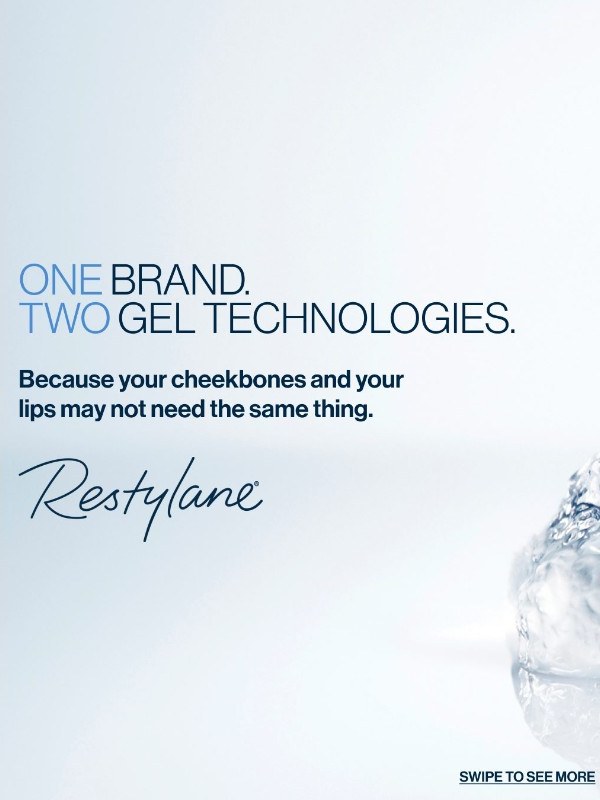 ONE BRAND.
TWO GEL TECHNOLOGIES.
Because your cheekbones and your
lips may not need the same thing.
Restylane®
SWIPE TO SEE MORE